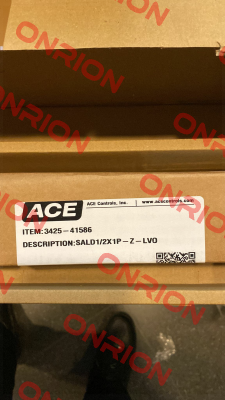 ONRION
ONRION
ACE
ACE Controls, Inc.
www.acecontrols.com
ITEM:3425-41586
DESCRIPTION:SALD1/2X1P-Z-LVO
ONRION
ONRION
ONRION